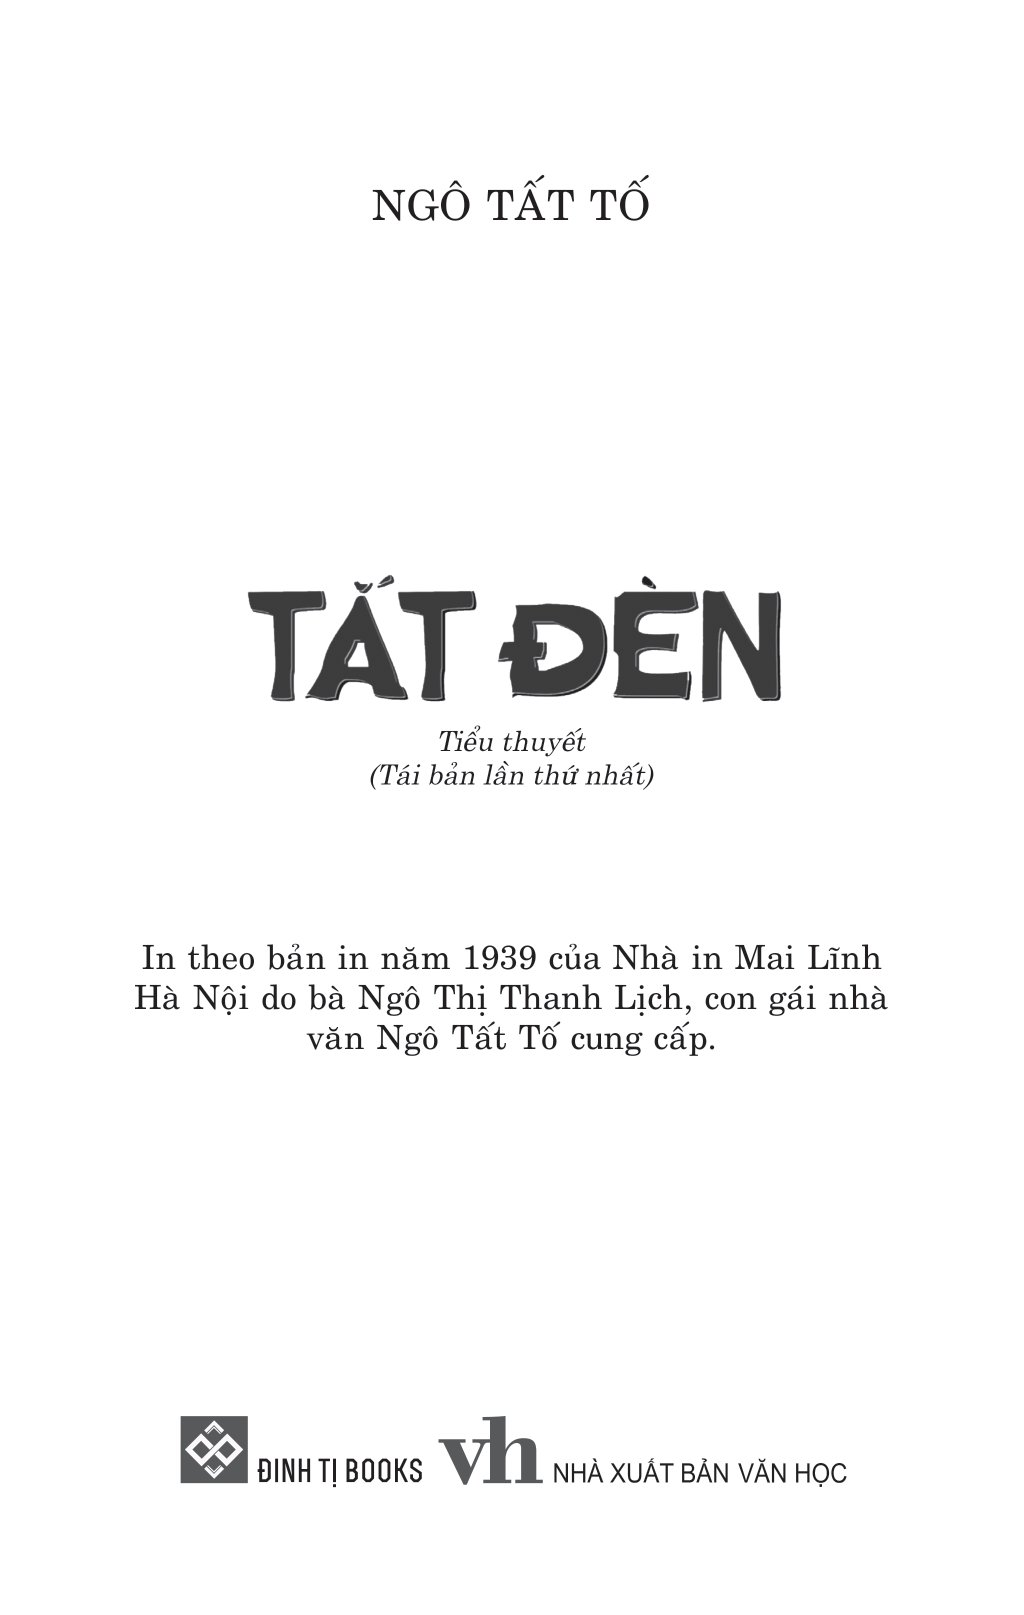 NGÔ TẤT TỐ
TẮT ĐÈN
Tiểu thuyết
(Tái bản lần thứ nhất)
In theo bản in năm 1939 của Nhà in Mai Lĩnh
Hà Nội do bà Ngô Thị Thanh Lịch, con gái nhà
văn Ngô Tất Tố cung cấp.
ĐINH TỊ BOOKS vh NHÀ XUẤT BẢN VĂN HỌC